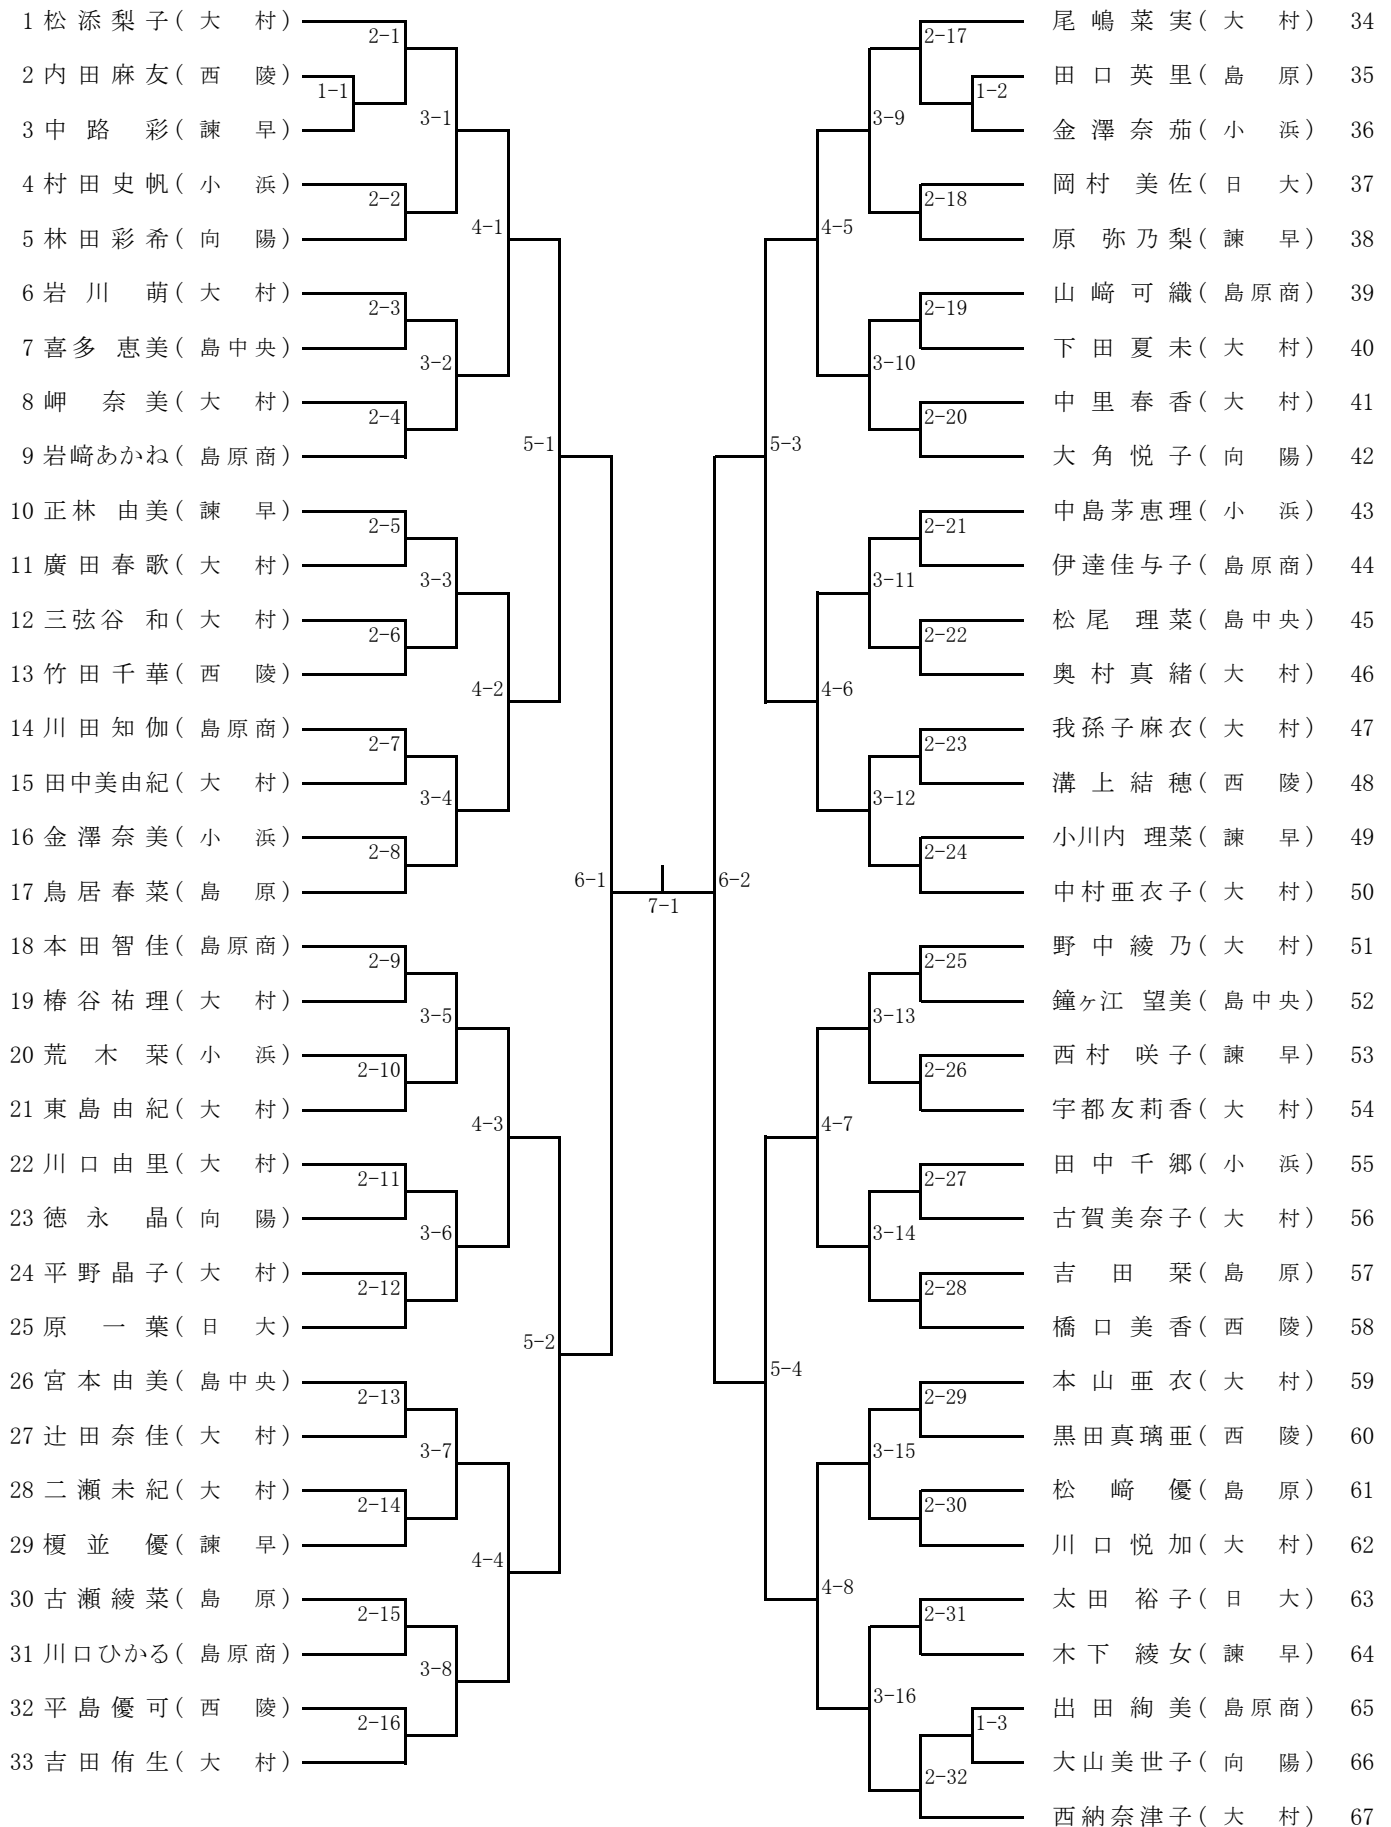 1 松添梨子(大　村)
2-1
2 内田麻友(西　陵)
1-1
3-1
3 中路　彩(諫　早)
4 村田史帆(小　浜)
2-2
4-1
5 林田彩希(向　陽)
6 岩川　萌(大　村)
2-3
7 喜多　恵美(島中央)
3-2
8 岬　奈美(大　村)
2-4
5-1
9 岩﨑あかね(島原商)
10 正林　由美(諫　早)
2-5
11 廣田春歌(大　村)
3-3
12 三弦谷　和(大　村)
2-6
13 竹田千華(西　陵)
4-2
14 川田知伽(島原商)
2-7
15 田中美由紀(大　村)
3-4
16 金澤奈美(小　浜)
2-8
6-1
17 鳥居春菜(島　原)
7-1
18 本田智佳(島原商)
2-9
19 椿谷祐理(大　村)
3-5
20 荒木　栞(小　浜)
2-10
21 東島由紀(大　村)
4-3
22 川口由里(大　村)
2-11
23 徳永　晶(向　陽)
3-6
24 平野晶子(大　村)
2-12
25 原　一葉(日　大)
5-2
26 宮本由美(島中央)
2-13
27 辻田奈佳(大　村)
3-7
28 二瀬未紀(大　村)
2-14
29 榎並　優(諫　早)
4-4
30 古瀬綾菜(島　原)
2-15
31 川口ひかる(島原商)
3-8
32 平島優可(西　陵)
2-16
33 吉田侑生(大　村)
尾嶋菜実(大　村) 34
2-17
田口英里(島　原) 35
1-2
3-9
金澤奈茄(小　浜) 36
岡村　美佐(日　大) 37
2-18
4-5
原　弥乃梨(諫　早) 38
山﨑可織(島原商) 39
2-19
下田夏未(大　村) 40
3-10
中里春香(大　村) 41
2-20
5-3
大角悦子(向　陽) 42
中島茅恵理(小　浜) 43
2-21
伊達佳与子(島原商) 44
3-11
松尾　理菜(島中央) 45
2-22
奥村真緒(大　村) 46
4-6
我孫子麻衣(大　村) 47
2-23
溝上結穂(西　陵) 48
3-12
小川内 理菜(諫　早) 49
2-24
6-2
中村亜衣子(大　村) 50
野中綾乃(大　村) 51
2-25
鐘ヶ江 望美(島中央) 52
3-13
西村　咲子(諫　早) 53
2-26
宇都友莉香(大　村) 54
4-7
田中千郷(小　浜) 55
2-27
古賀美奈子(大　村) 56
3-14
吉田　栞(島　原) 57
2-28
橋口美香(西　陵) 58
5-4
本山亜衣(大　村) 59
2-29
黒田真璃亜(西　陵) 60
3-15
松﨑　優(島　原) 61
2-30
川口悦加(大　村) 62
4-8
太田　裕子(日　大) 63
2-31
木下　綾女(諫　早) 64
3-16
出田絢美(島原商) 65
1-3
大山美世子(向　陽) 66
2-32
西納奈津子(大　村) 67